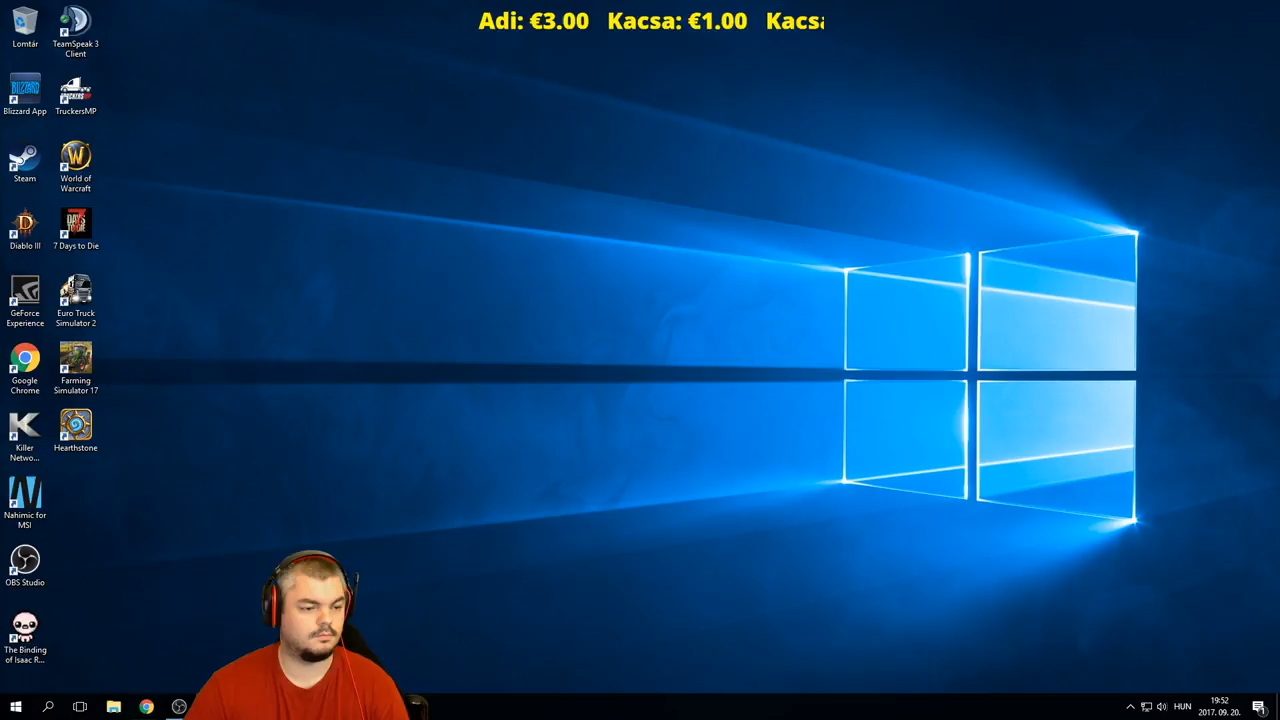 Adi: €3.00 Kacsa: €1.00 Kacsa
Lomtár
TeamSpeak 3
Client
Blizzard App
TruckersMP
Steam
World of
Warcraft
Diablo III
7 Days to Die
GeForce
Experience
Euro Truck
Simulator 2
Google
Chrome
Farming
Simulator 17
Killer
Netwo...
Hearthstone
Nahimic for
MSI
OBS Studio
The Binding
of Isaac R...
HUN
19:52
2017. 09. 20.